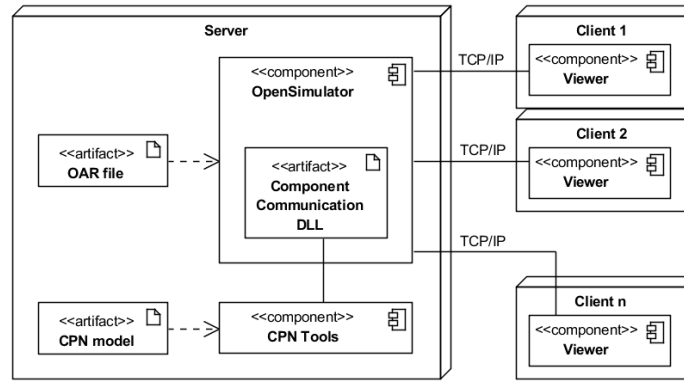 Server
<<component>>
OpenSimulator
<<artifact>>
OAR file
<<artifact>>
Component
Communication
DLL
<<artifact>>
CPN model
<<component>>
CPN Tools
TCP/IP
Client 1
<<component>>
Viewer
TCP/IP
Client 2
<<component>>
Viewer
TCP/IP
Client n
<<component>>
Viewer